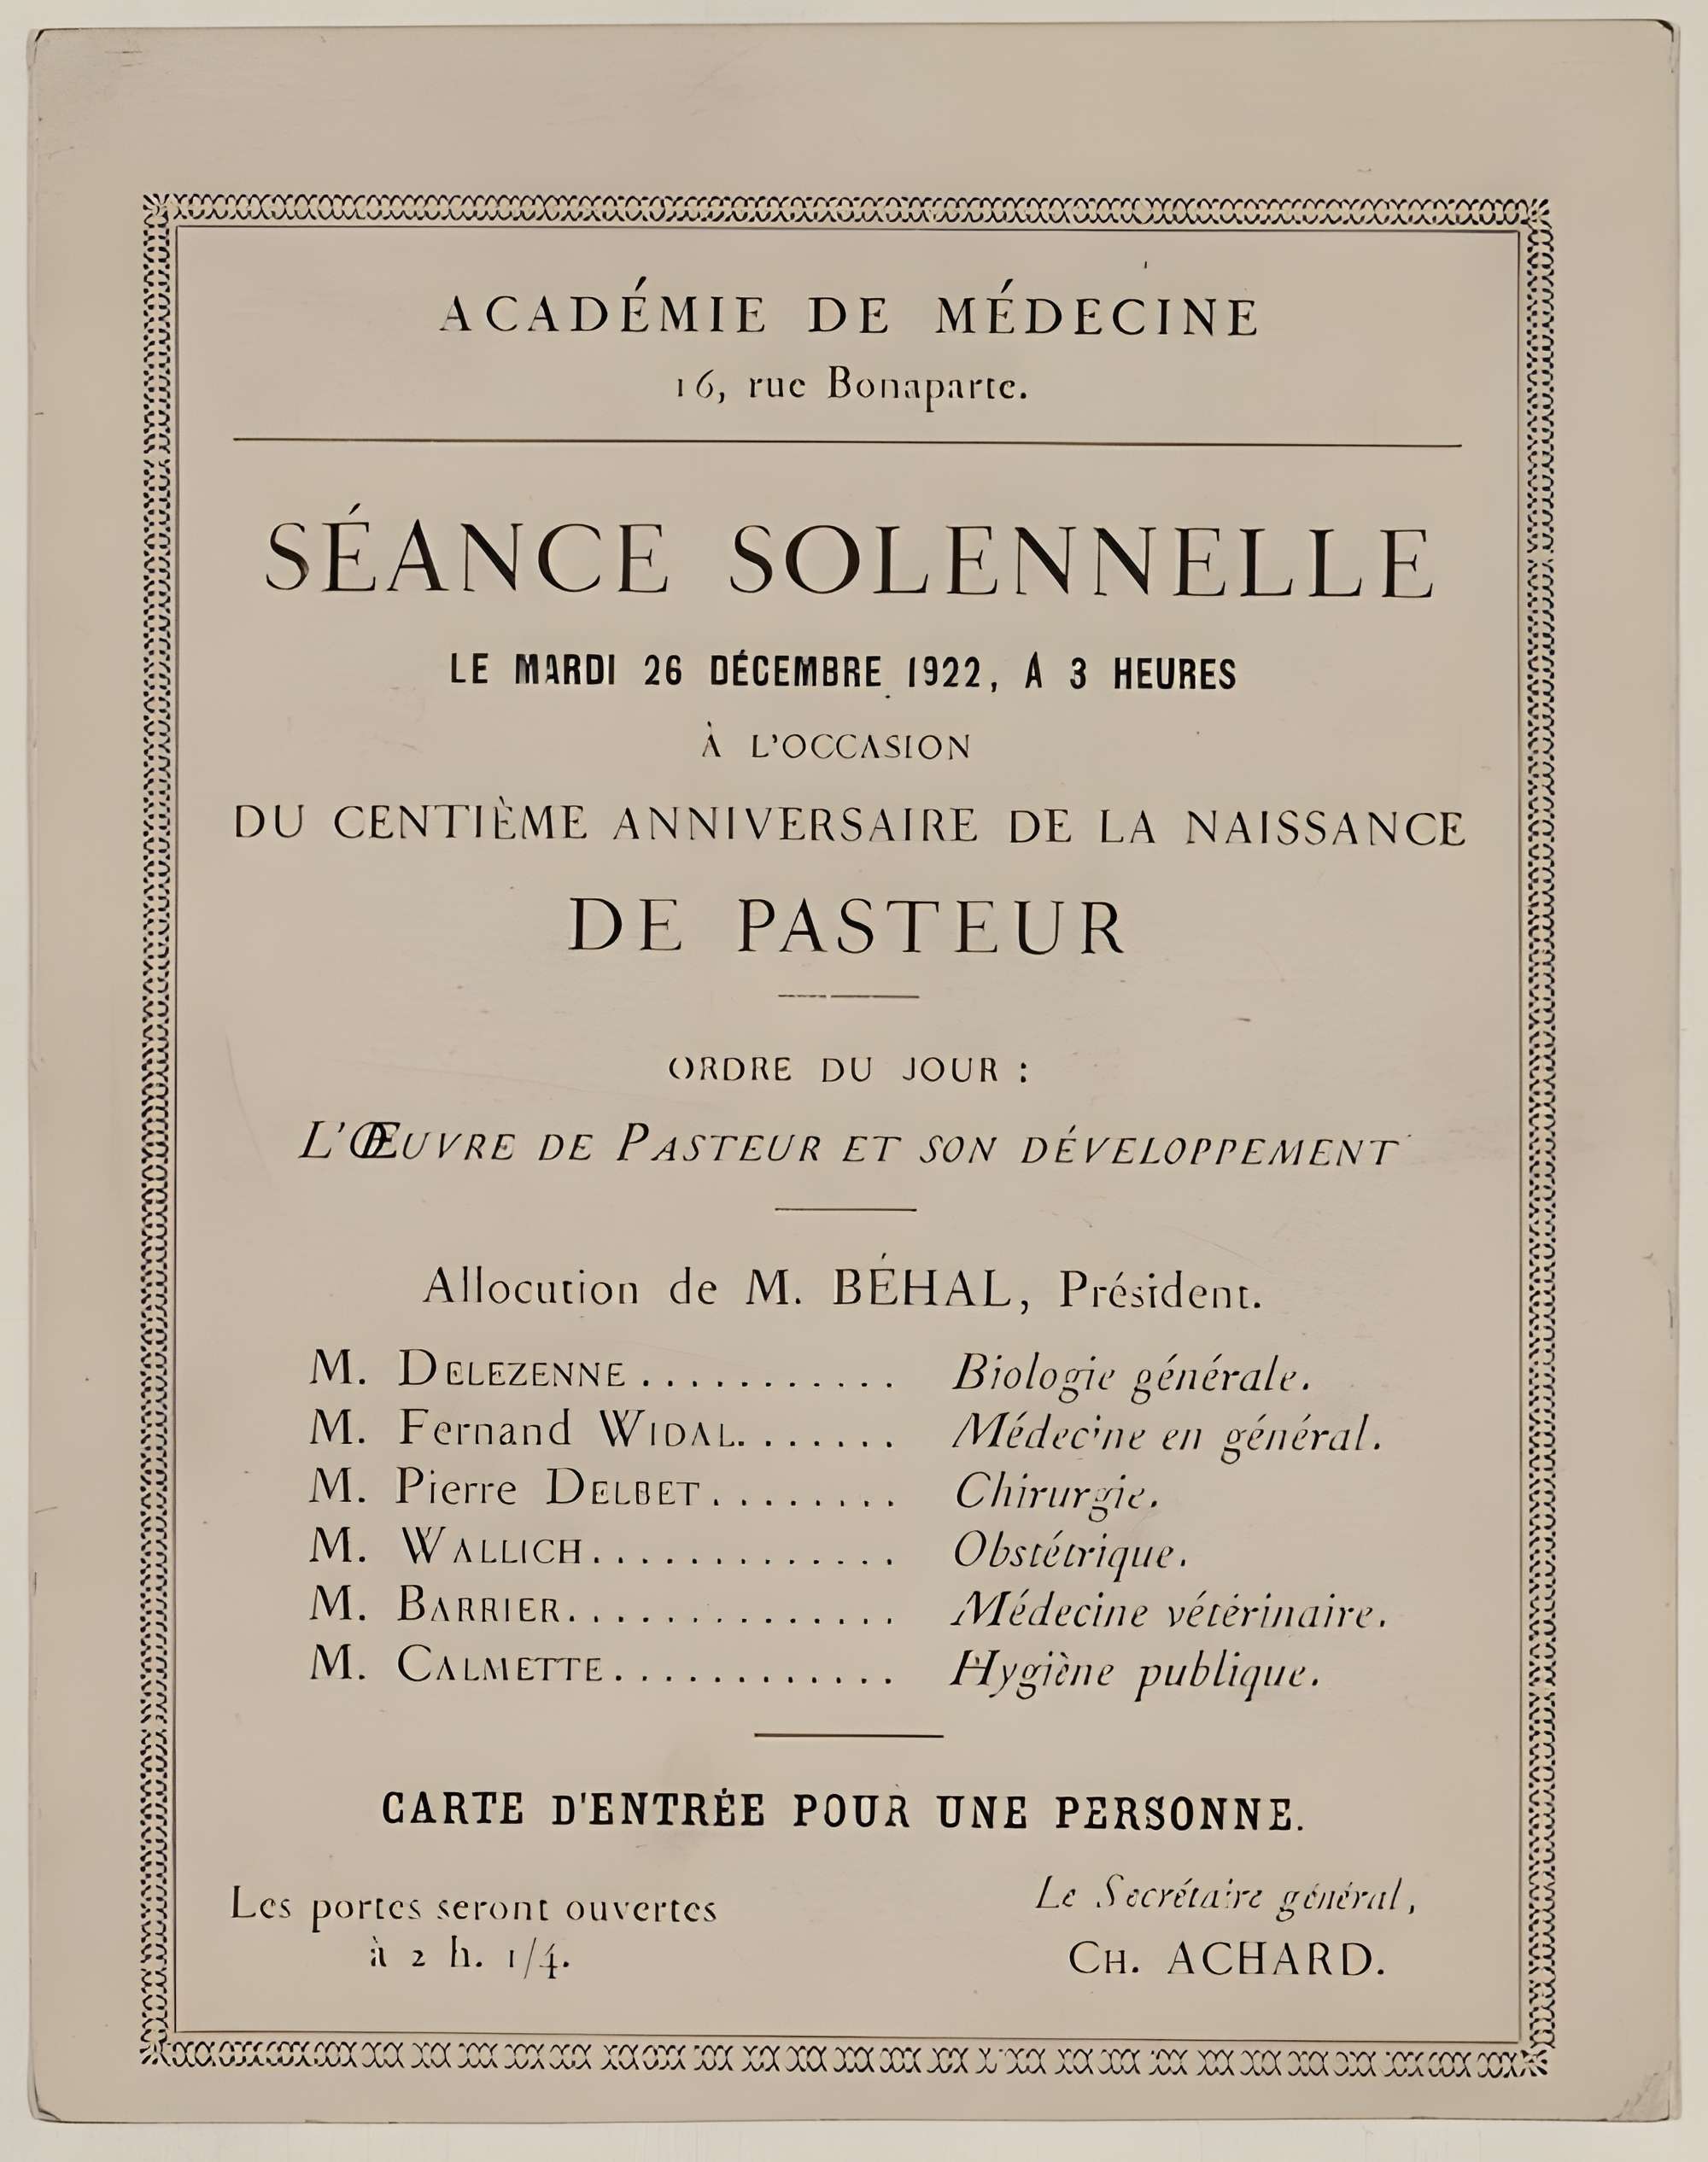 ACADÉMIE DE MÉDECINE
16, rue Bonaparte.
SÉANCE SOLENNELLE
LE MARDI 26 DÉCEMBRE 1922, A 3 HEURES
À L'OCCASION
DU CENTIÈME ANNIVERSAIRE DE LA NAISSANCE
DE PASTEUR
ORDRE DU JOUR :
L'ŒUVRE DE PASTEUR ET SON DÉVELOPPEMENT
Allocution de M. BÉHAL, Président.
M. DELEZENNE ........... Biologie générale.
M. Fernand WIDAL. ...... Médecine en général.
M. Pierre DELBET ........ Chirurgie.
M. WALLICH ............. Obstétrique.
M. BARRIER .............. Médecine vétérinaire.
M. CALMETTE ............ Hygiène publique.
CARTE D'ENTRÉE POUR UNE PERSONNE.
Les portes seront ouvertes
à 2 h. 1/4.
Le Secrétaire général,
CH. ACHARD.